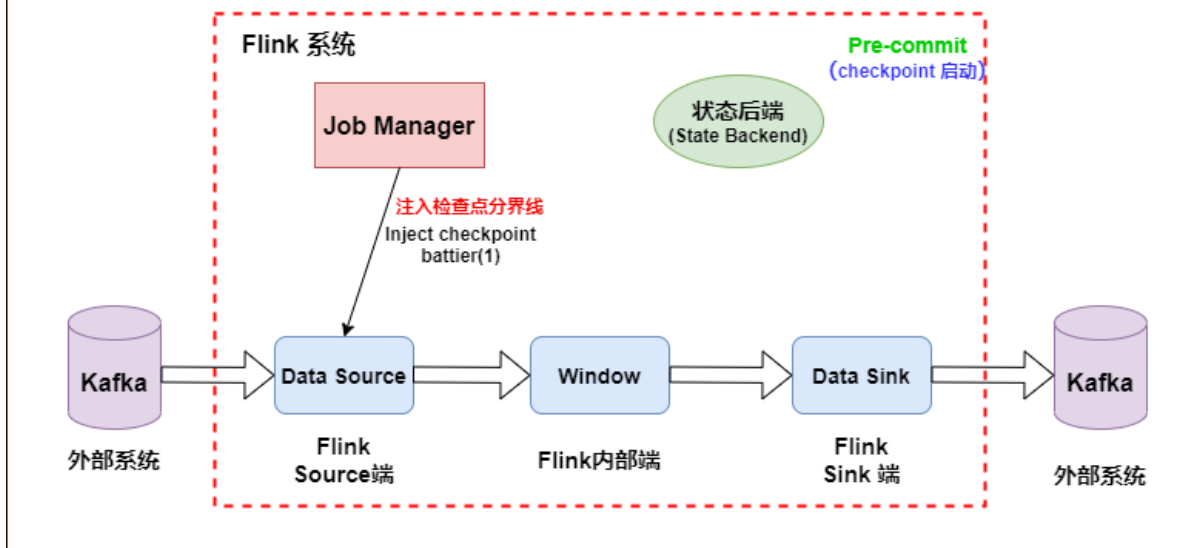 Flink 系统
Pre-commit
（checkpoint 启动）
Job Manager
状态后端
(State Backend)
注入检查点分界线
Inject checkpoint
battier(1)
Kafka
Data Source
Window
Data Sink
Kafka
外部系统
Flink
Source端
Flink内部端
Flink
Sink 端
外部系统